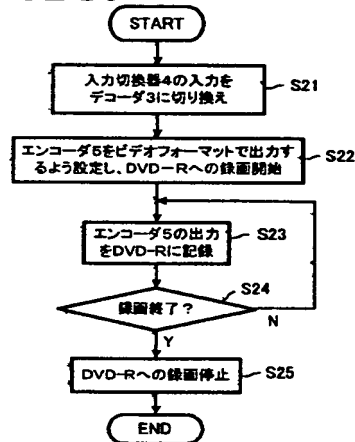 START
入力切換器4の入力を
デコーダ3に切り換え
S21
エンコーダ5をビデオフォーマットで出力す
るよう設定し、DVD-Rへの録画開始
S22
エンコーダ5の出力
をDVD-Rに記録
S23
録画終了?
S24
N
Y
DVD-Rへの録画停止
S25
END